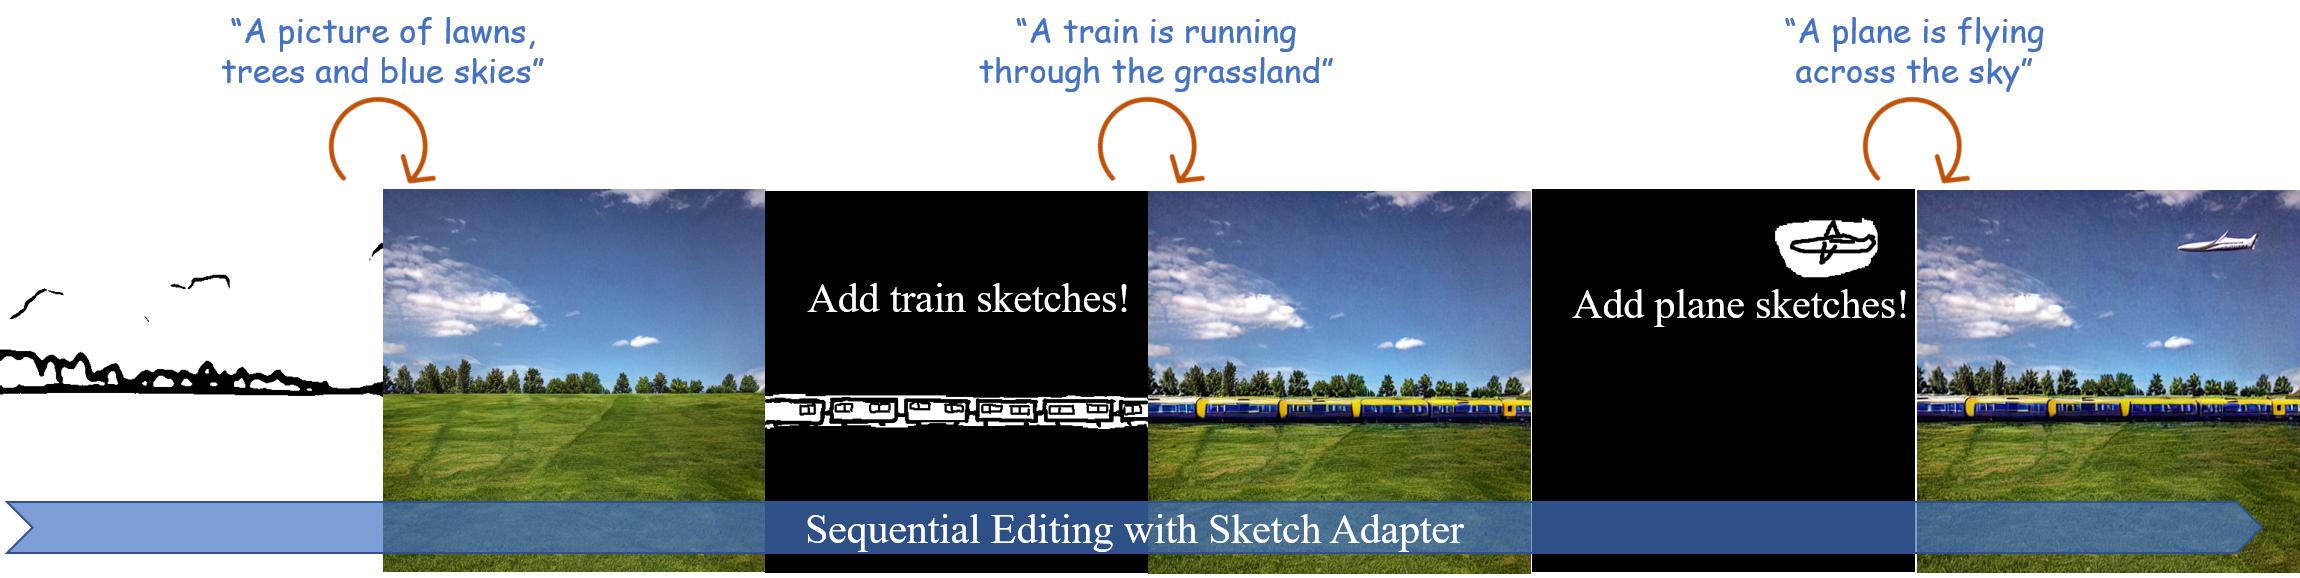 “A picture of lawns,
trees and blue skies”
“A train is running
through the grassland”
“A plane is flying
across the sky”
Add train sketches!
Add plane sketches!
Sequential Editing with Sketch Adapter